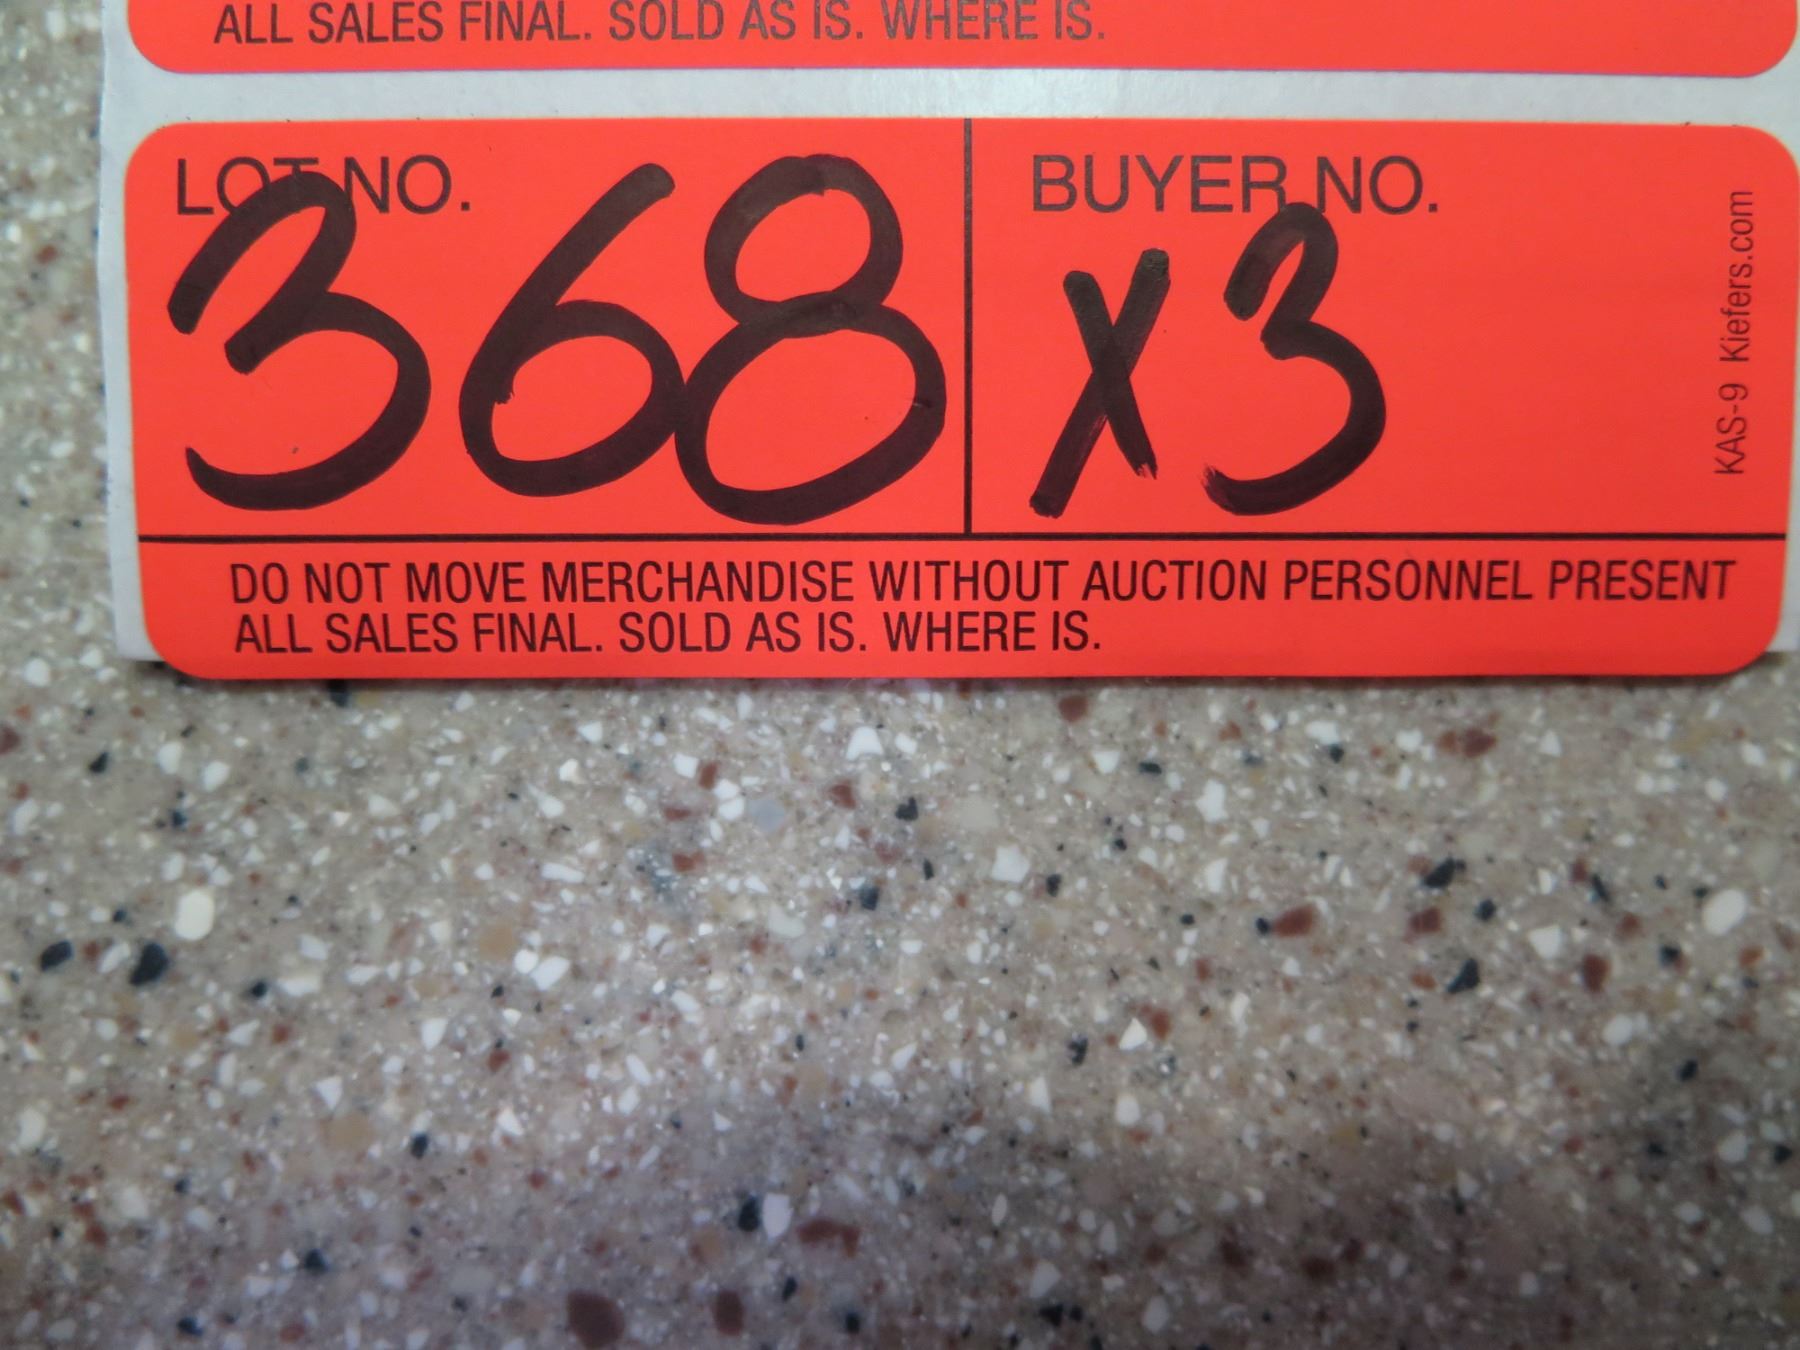 ALL SALES FINAL. SOLD AS IS. WHERE IS.
LOT NO.
368
BUYER NO.
x3
KAS-9 Kiefers.com
DO NOT MOVE MERCHANDISE WITHOUT AUCTION PERSONNEL PRESENT
ALL SALES FINAL. SOLD AS IS. WHERE IS.